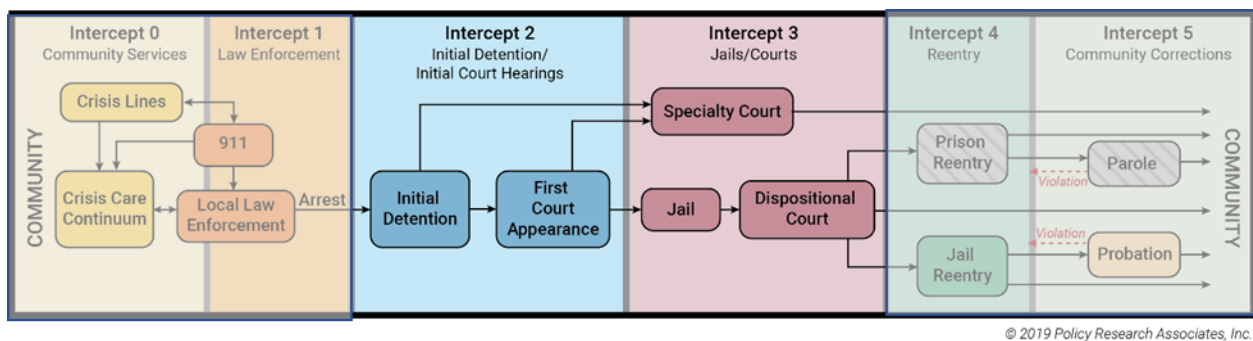 Intercept 0
Community Services
Intercept 1
Law Enforcement
Intercept 2
Initial Detention/
Initial Court Hearings
Intercept 3
Jails/Courts
Intercept 4
Reentry
Intercept 5
Community Corrections
COMMUNITY
Crisis Lines
911
Crisis Care
Continuum
Local Law
Enforcement
Arrest
Initial
Detention
First
Court
Appearance
Specialty Court
Jail
Dispositional
Court
Prison
Reentry
Parole
Violation
Jail
Reentry
Violation
Probation
COMMUNITY
© 2019 Policy Research Associates, Inc.